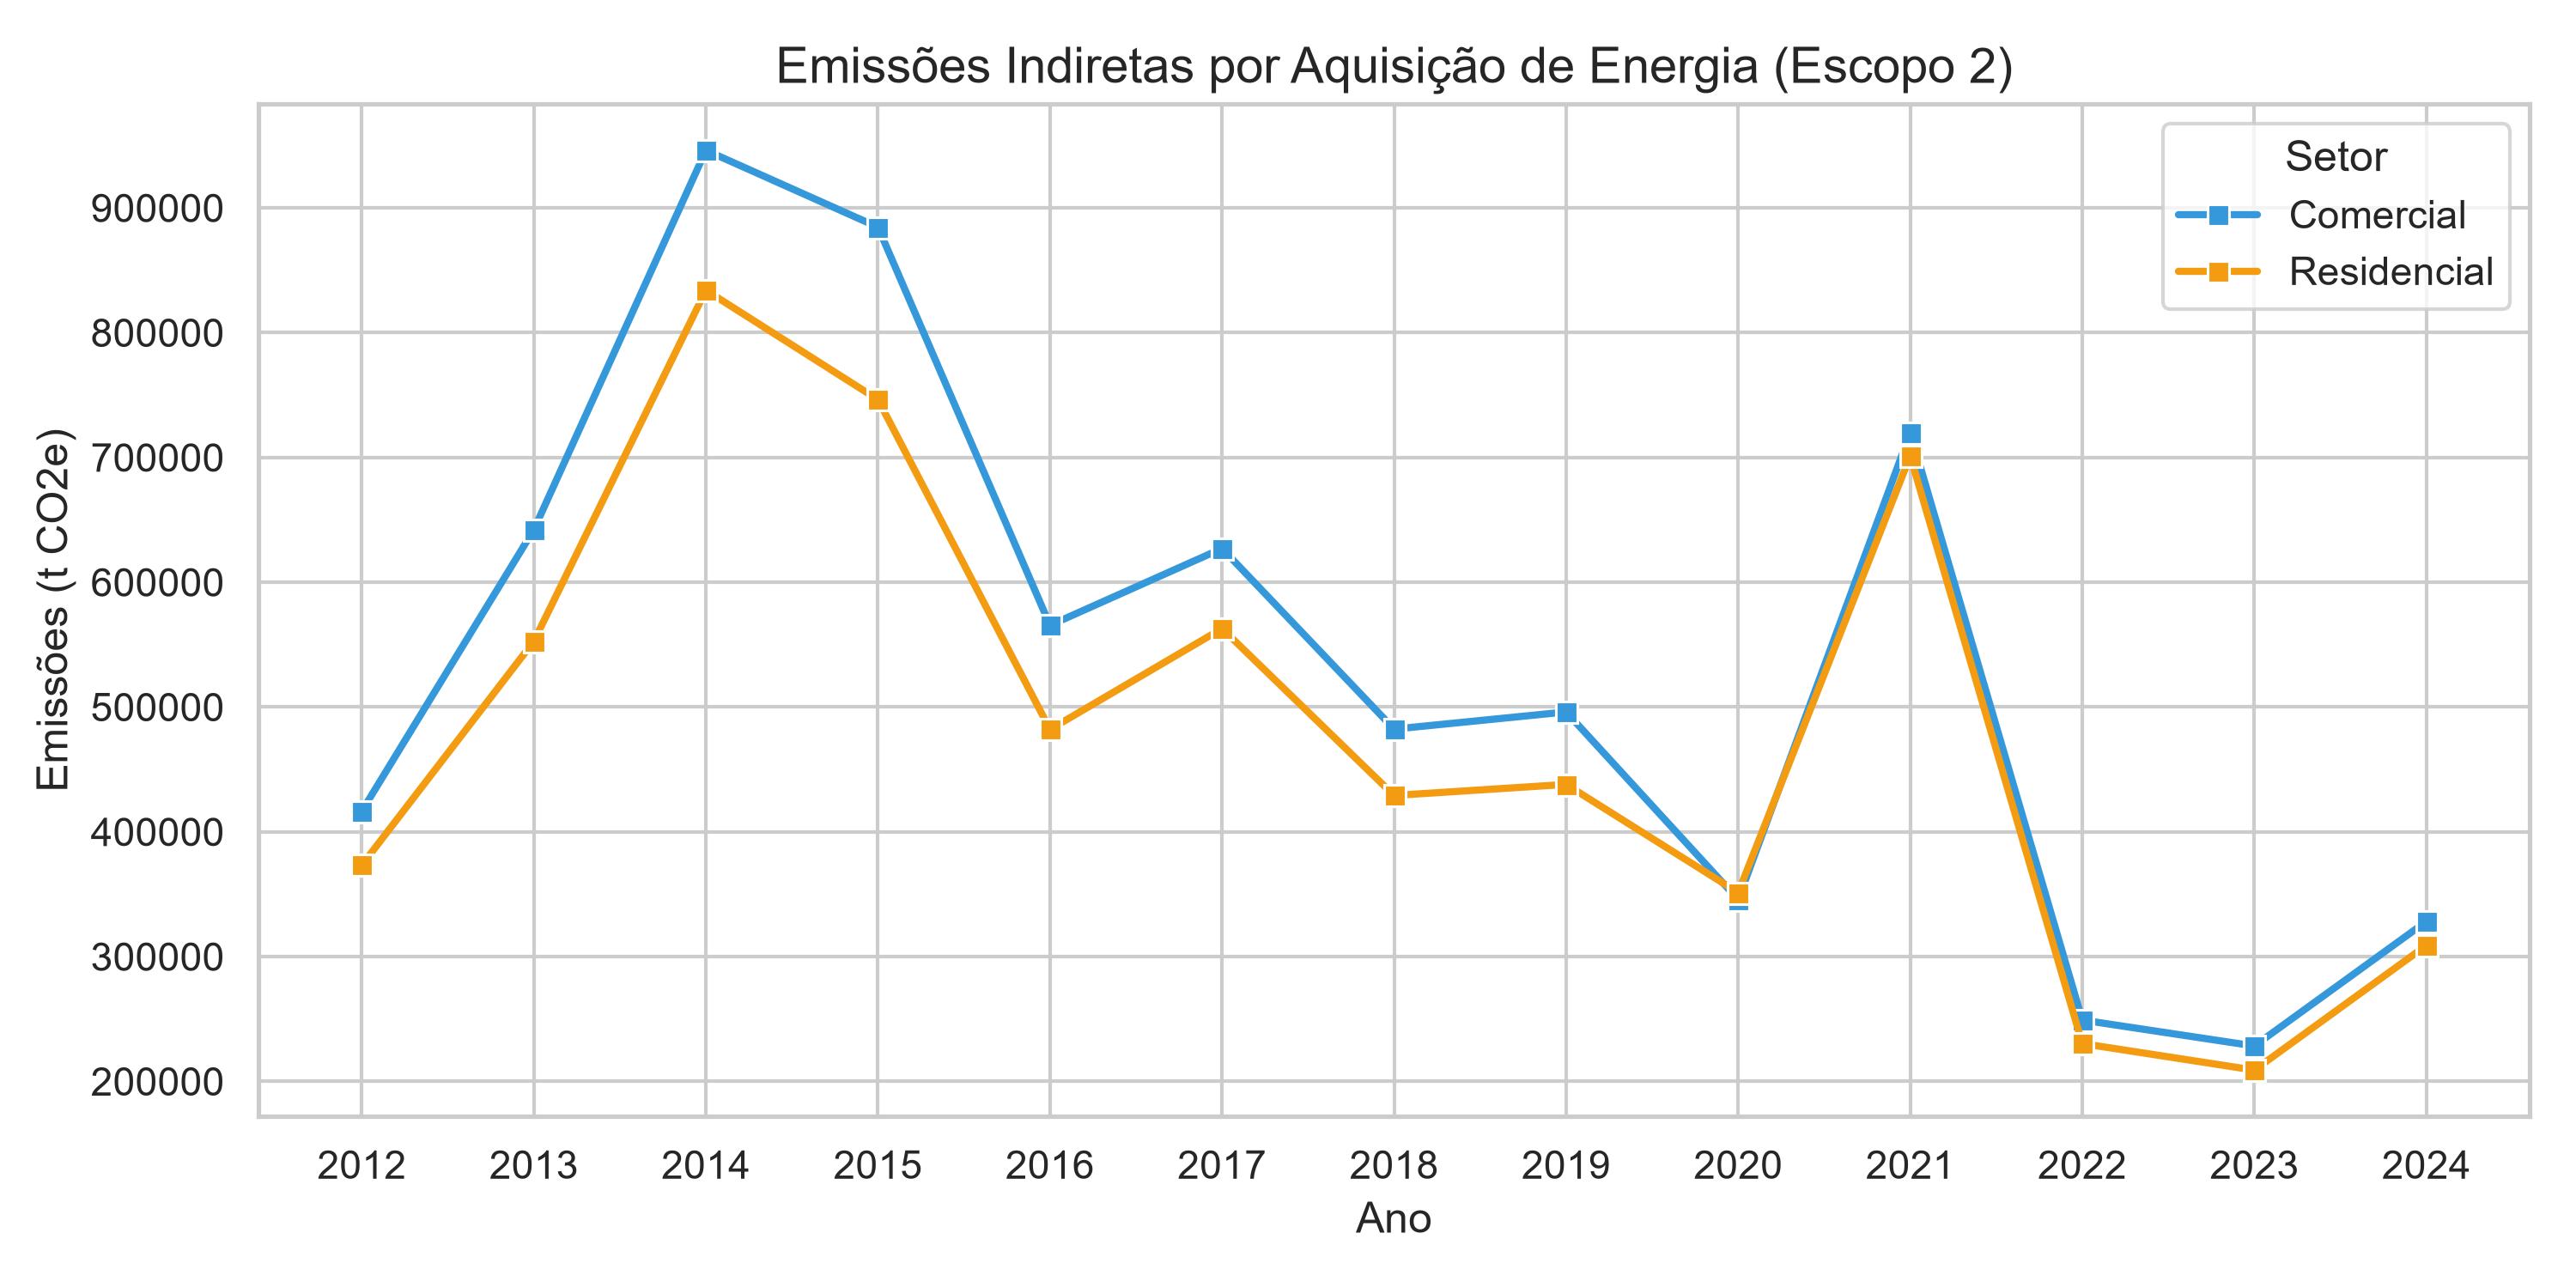 Emissões Indiretas por Aquisição de Energia (Escopo 2)
Setor
Comercial
Residencial
Emissões (t CO2e)
900000
800000
700000
600000
500000
400000
300000
200000
2012 2013 2014 2015 2016 2017 2018 2019 2020 2021 2022 2023 2024
Ano